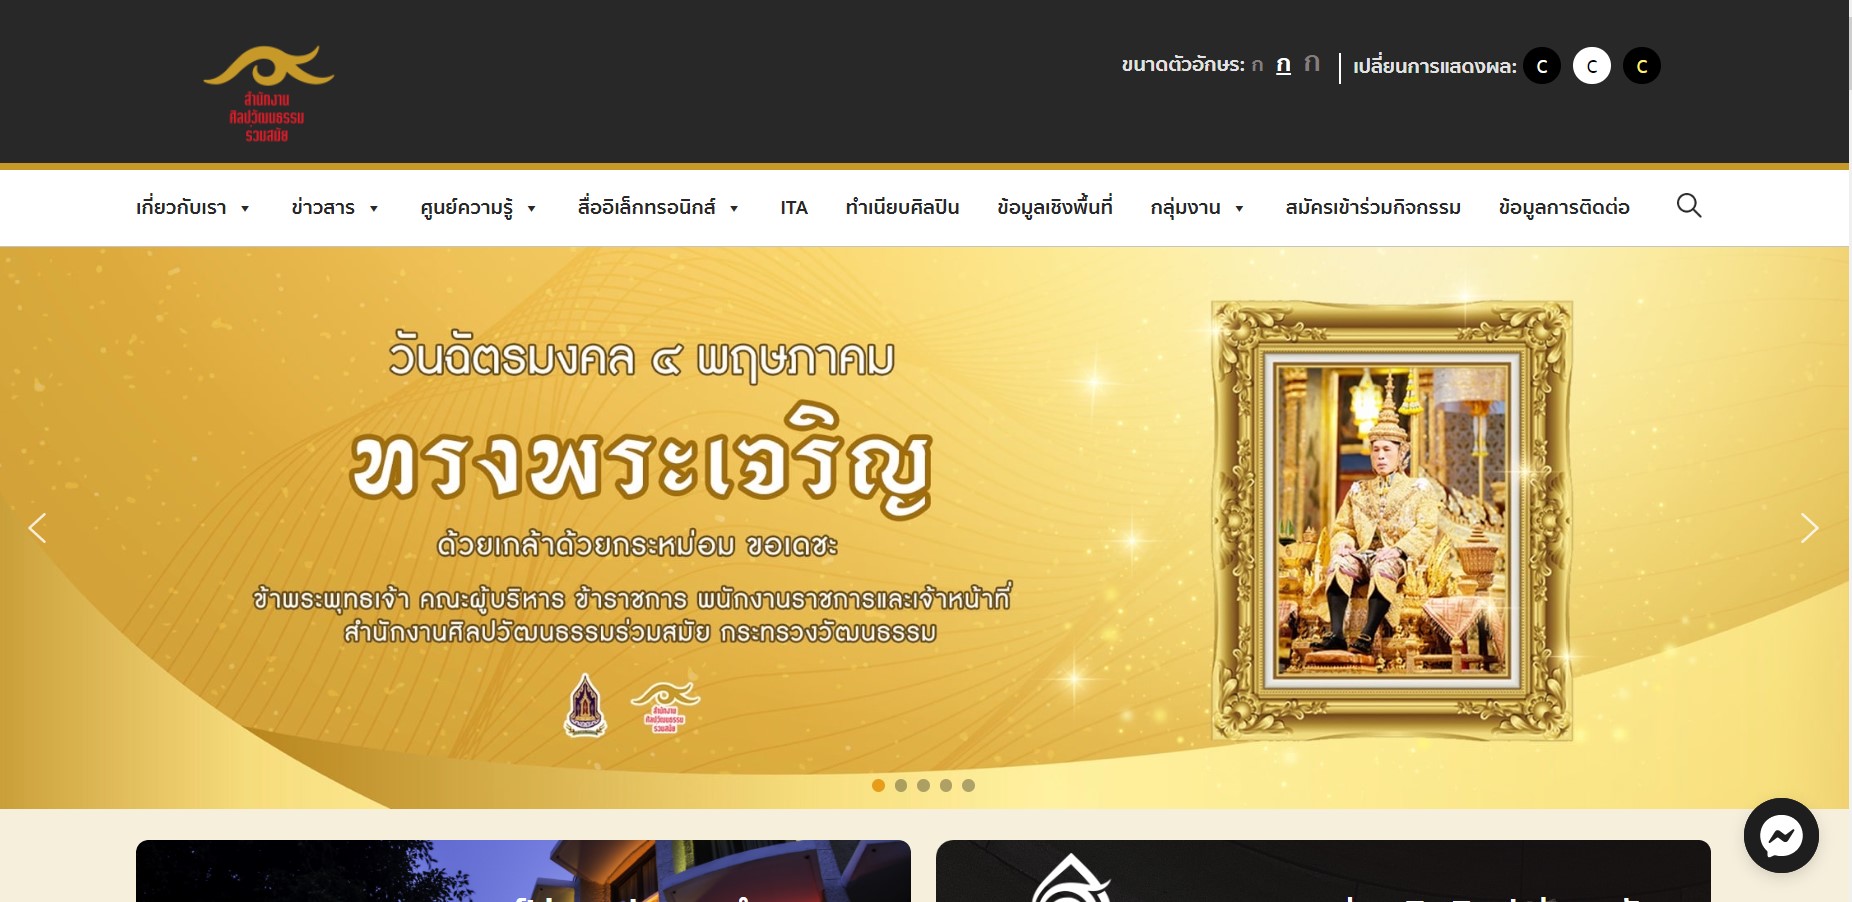 สำนักงาน
ศิลปวัฒนธรรม
ร่วมสมัย
ขนาดตัวอักษร: ก ก ก เปลี่ยนการแสดงผล: C C C
เกี่ยวกับเรา ข่าวสาร ศูนย์ความรู้ สื่ออิเล็กทรอนิกส์ ITA ทำเนียบศิลปิน ข้อมูลเชิงพื้นที่ กลุ่มงาน สมัครเข้าร่วมกิจกรรม ข้อมูลการติดต่อ
วันฉัตรมงคล ๔ พฤษภาคม
ทรงพระเจริญ
ด้วยเกล้าด้วยกระหม่อม ขอเดชะ
ข้าพระพุทธเจ้า คณะผู้บริหาร ข้าราชการ พนักงานราชการและเจ้าหน้าที่
สำนักงานศิลปวัฒนธรรมร่วมสมัย กระทรวงวัฒนธรรม
สำนักงาน
ศิลปวัฒนธรรม
ร่วมสมัย